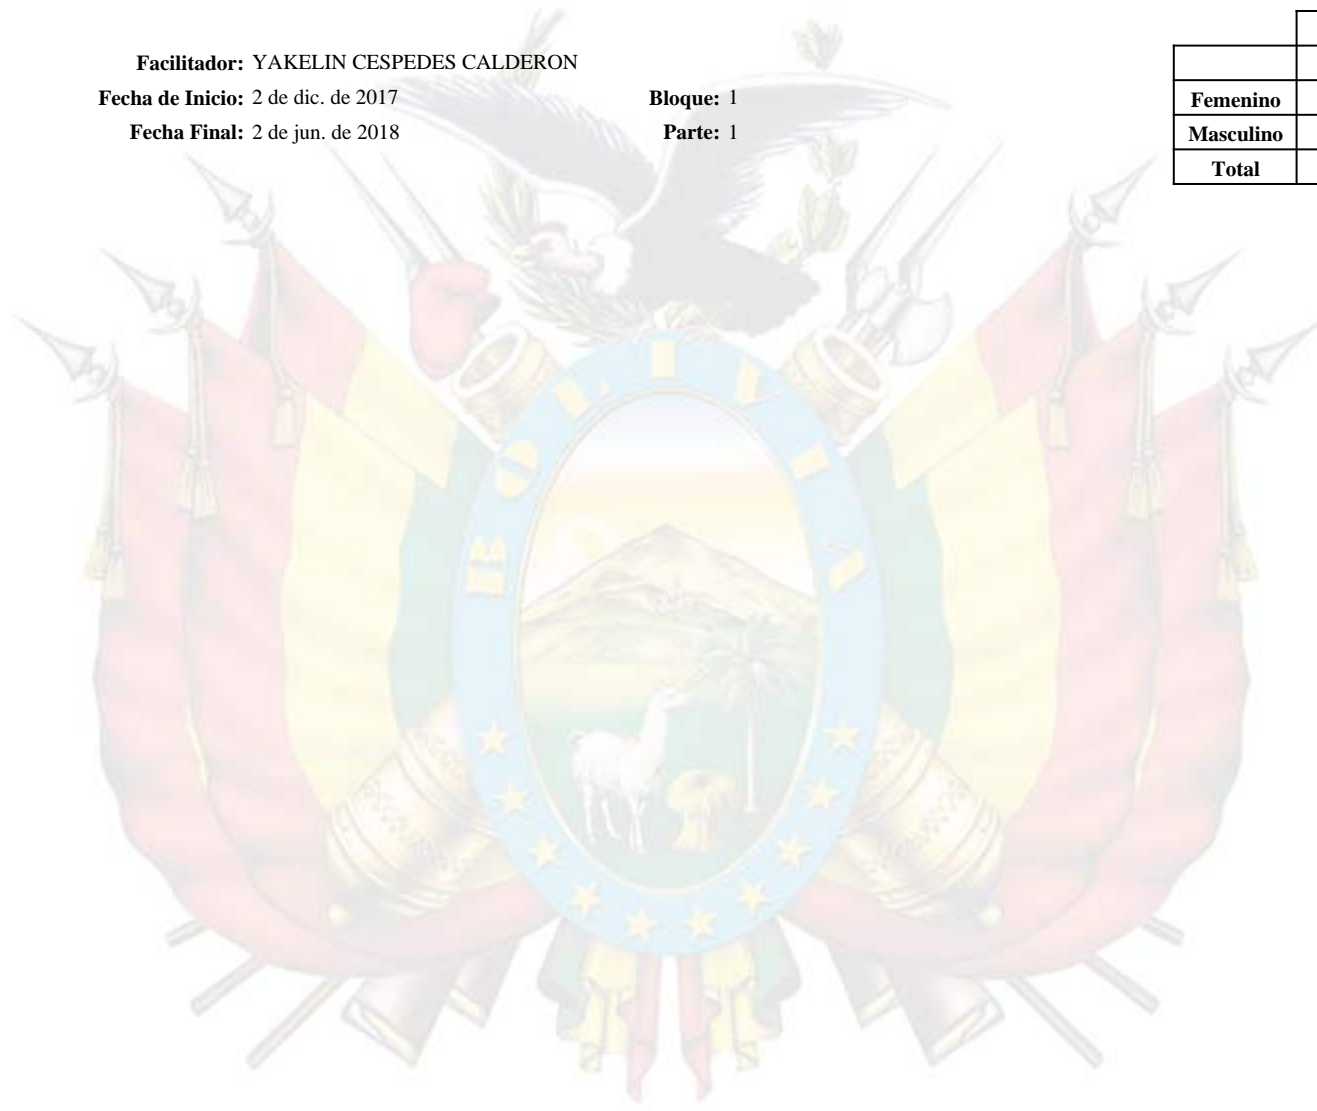 Facilitador: YAKELIN CESPEDES CALDERON
Fecha de Inicio: 2 de dic. de 2017 Bloque: 1
Fecha Final: 2 de jun. de 2018 Parte: 1
Femenino
Masculino
Total
BOLIVIA